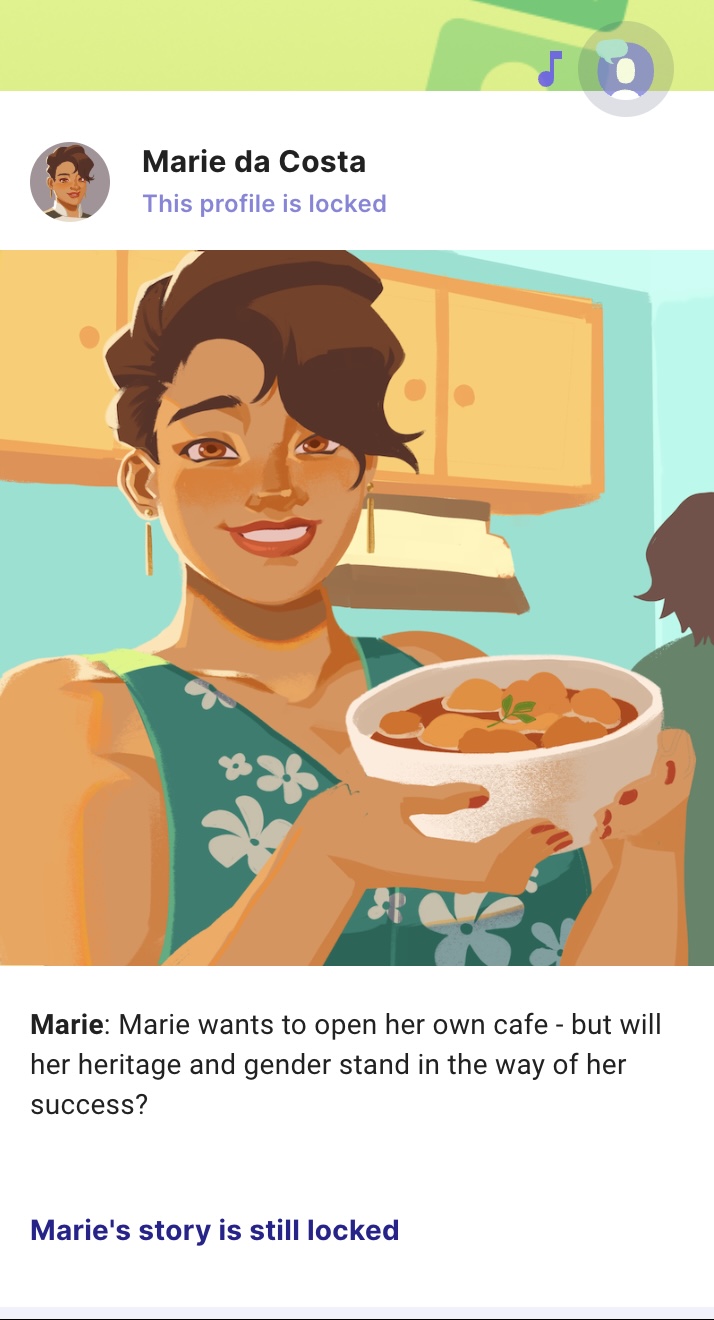 Marie da Costa
This profile is locked
Marie: Marie wants to open her own cafe - but will
her heritage and gender stand in the way of her
success?
Marie's story is still locked